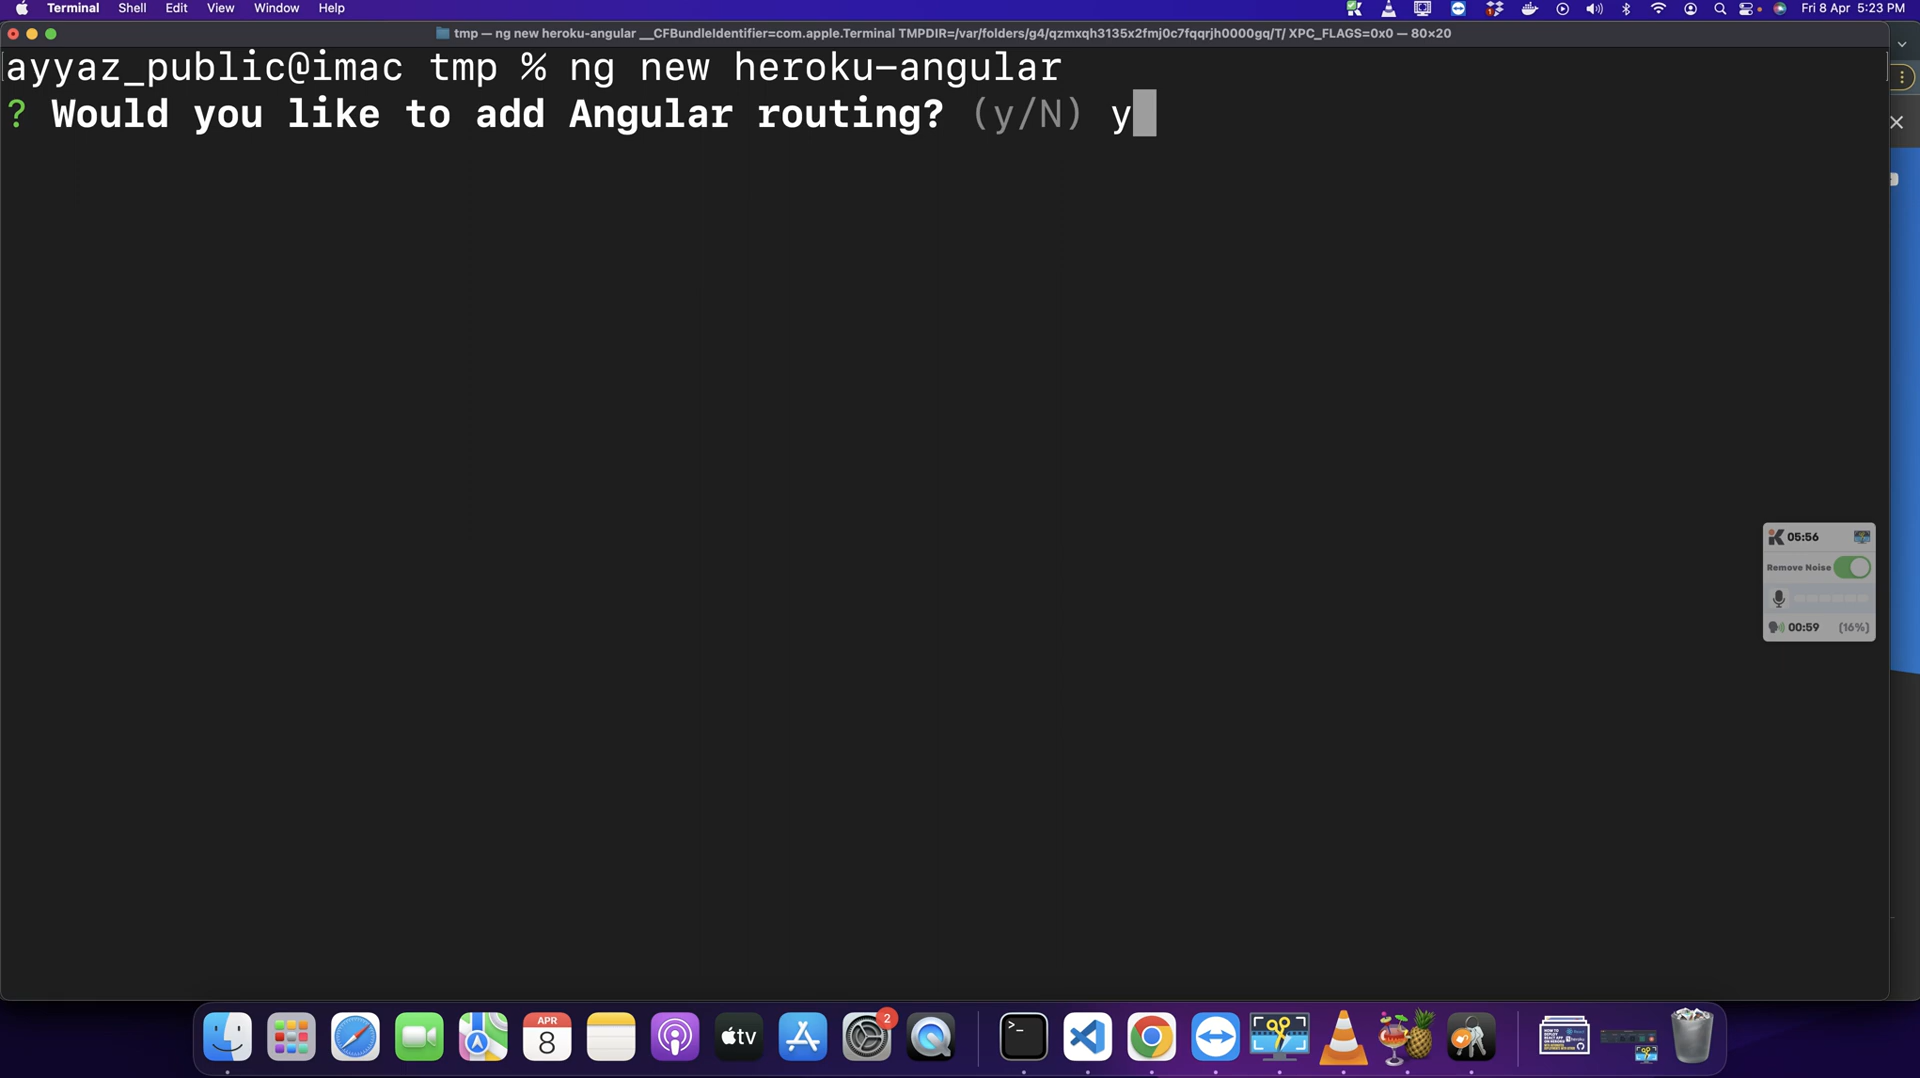 Terminal Shell Edit View Window Help
Fri 8 Apr 5:23 PM
tmp — ng new heroku-angular __CFBundleIdentifier=com.apple.Terminal TMPDIR=/var/folders/g4/qzmxqh3135x2fmj0c7fqqrjh0000gq/T/ XPC_FLAGS=0x0 — 80×20
ayyaz_public@imac tmp % ng new heroku-angular
? Would you like to add Angular routing? (y/N) y
05:56
Remove Noise
00:59 (16%)
APR
8
tv
2
>_